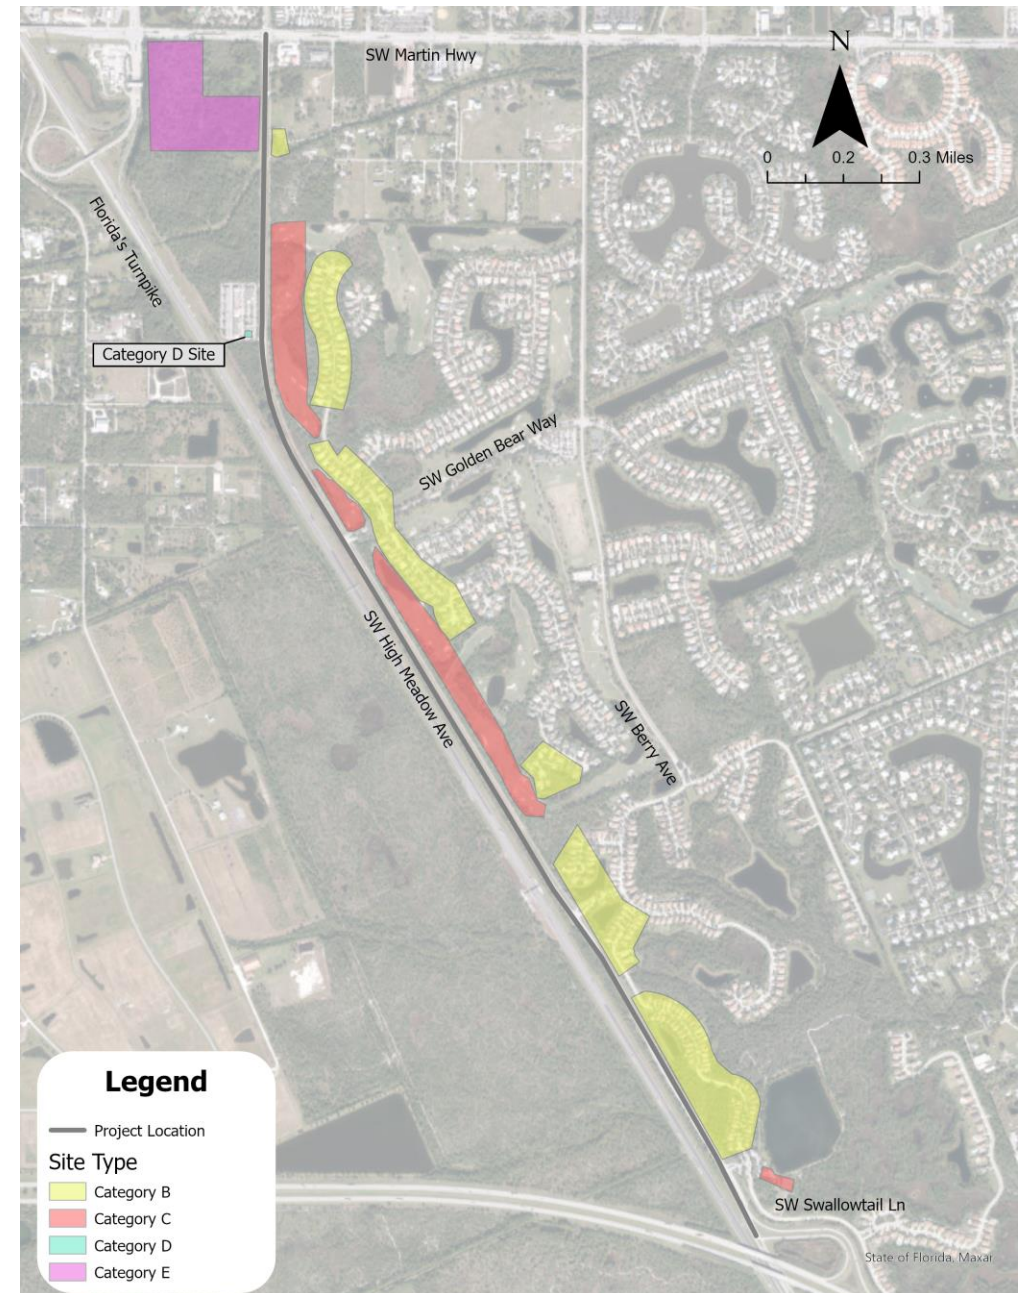 SW Martin Hwy
N
0 0.2 0.3 Miles
Florida's Turnpike
Category D Site
SW Golden Bear Way
SW High Meadow Ave
SW Berry Ave
Legend
Project Location
Site Type
Category B
Category C
Category D
Category E
SW Swallowtail Ln
State of Florida, Maxar